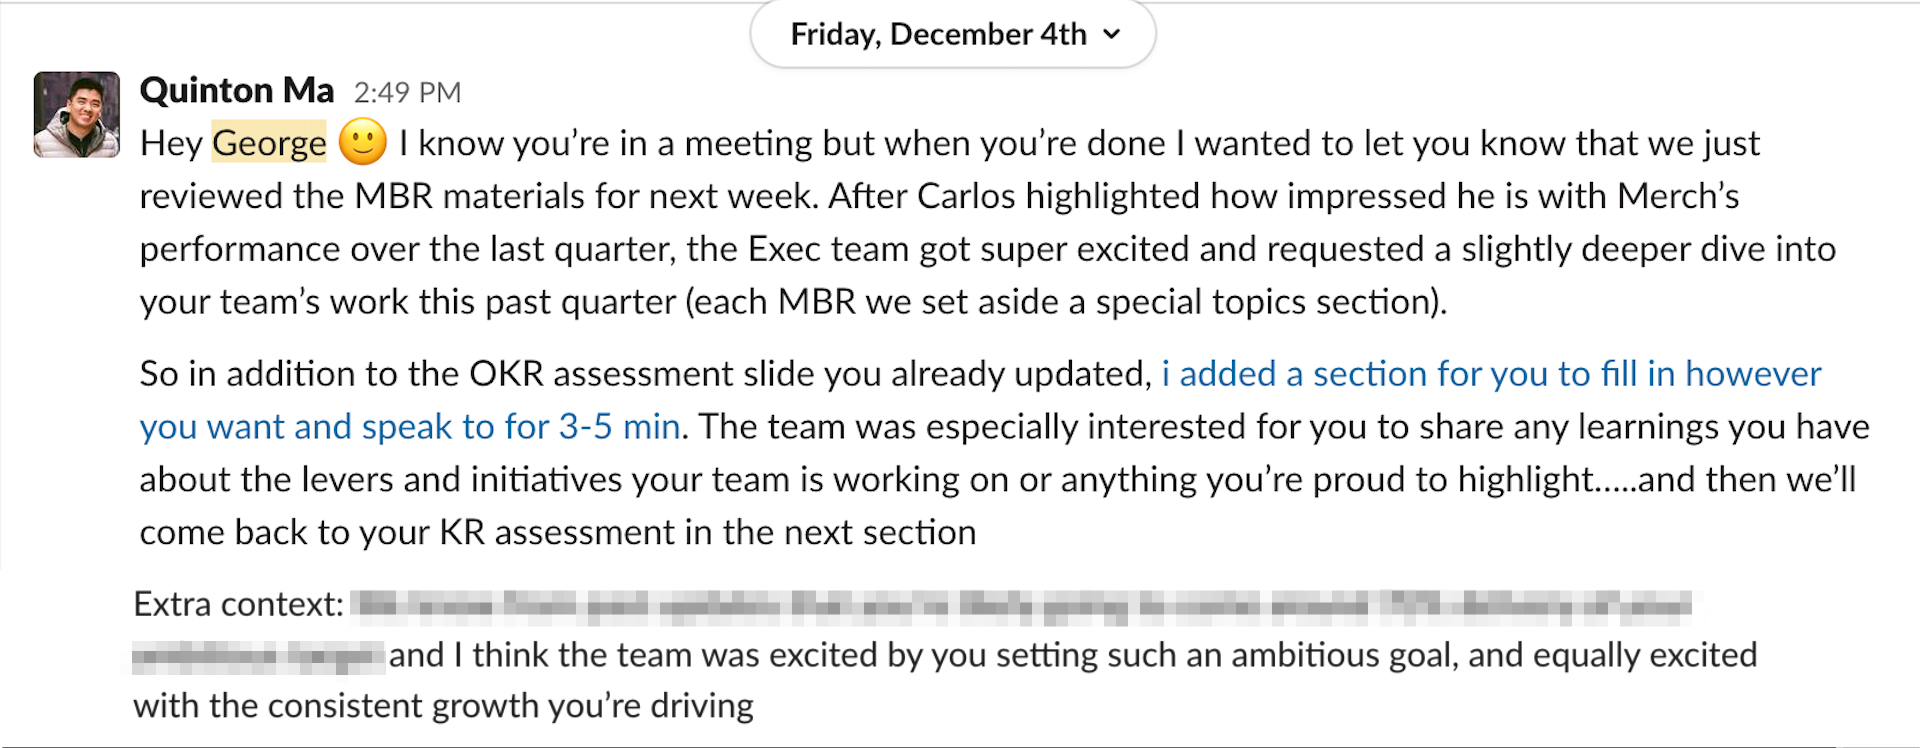 Friday, December 4th
Quinton Ma 2:49 PM
Hey George 🙂 I know you’re in a meeting but when you’re done I wanted to let you know that we just
reviewed the MBR materials for next week. After Carlos highlighted how impressed he is with Merch’s
performance over the last quarter, the Exec team got super excited and requested a slightly deeper dive into
your team’s work this past quarter (each MBR we set aside a special topics section).
So in addition to the OKR assessment slide you already updated, i added a section for you to fill in however
you want and speak to for 3-5 min. The team was especially interested for you to share any learnings you have
about the levers and initiatives your team is working on or anything you’re proud to highlight…..and then we’ll
come back to your KR assessment in the next section
Extra context:
and I think the team was excited by you setting such an ambitious goal, and equally excited
with the consistent growth you’re driving